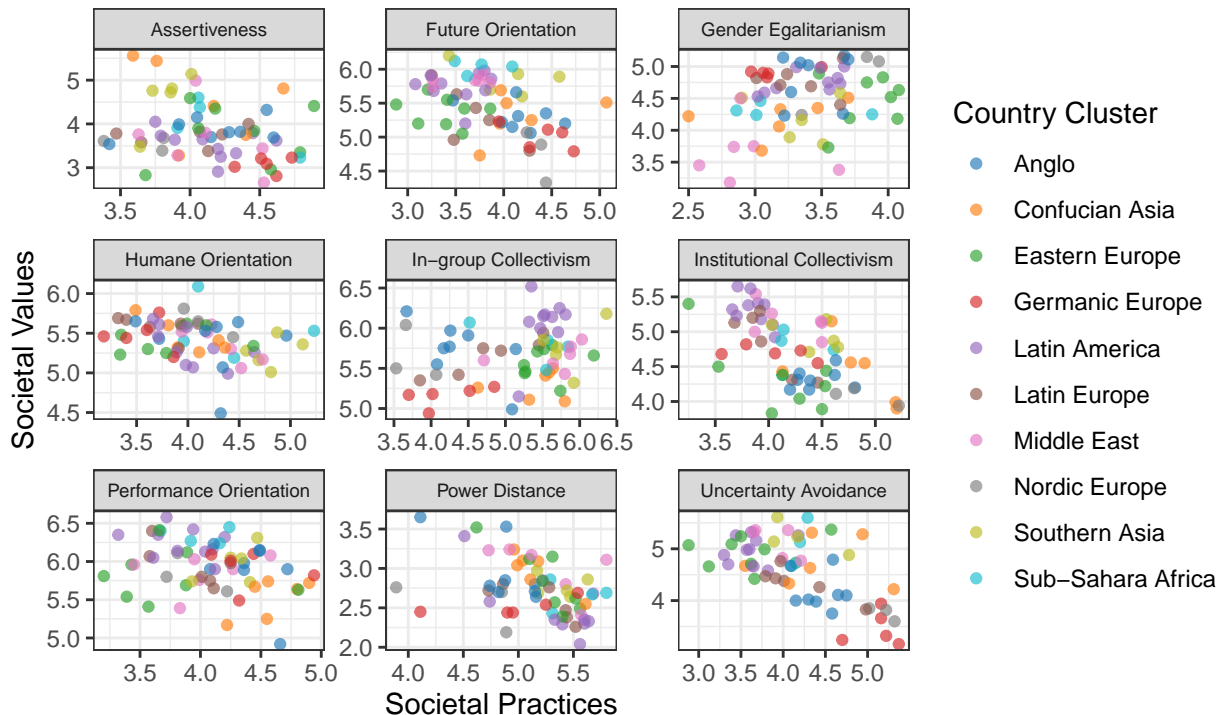 Assertiveness
Future Orientation
Gender Egalitarianism
5
4
3
3.5 4.0 4.5
6.0
5.5
5.0
4.5
3.0 3.5 4.0 4.5 5.0
5.0
4.5
4.0
3.5
2.5 3.0 3.5 4.0
Humane Orientation
In−group Collectivism
Institutional Collectivism
6.0
5.5
5.0
4.5
3.5 4.0 4.5 5.0
6.5
6.0
5.5
5.0
3.5 4.0 4.5 5.0 5.5 6.0 6.5
5.5
5.0
4.5
4.0
3.5 4.0 4.5 5.0
Performance Orientation
Power Distance
Uncertainty Avoidance
6.5
6.0
5.5
5.0
3.5 4.0 4.5 5.0
3.5
3.0
2.5
2.0
4.0 4.5 5.0 5.5
5
4
3.0 3.5 4.0 4.5 5.0
Societal Values
Societal Practices
Country Cluster
Anglo
Confucian Asia
Eastern Europe
Germanic Europe
Latin America
Latin Europe
Middle East
Nordic Europe
Southern Asia
Sub−Sahara Africa